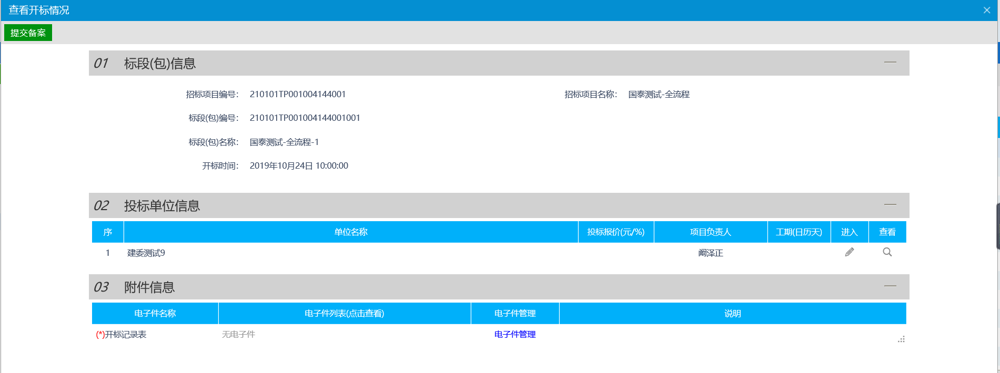 查看开标情况
提交备案
01 标段(包)信息
招标项目编号： 210101TP001004144001 招标项目名称： 国泰测试-全流程
标段(包)编号： 210101TP001004144001001
标段(包)名称： 国泰测试-全流程-1
开标时间： 2019年10月24日 10:00:00
02 投标单位信息
序 单位名称 投标报价(元/%) 项目负责人 工期(日历天) 进入 查看
1 建委测试9 阚泽正
03 附件信息
电子件名称 电子件列表(点击查看) 电子件管理 说明
(*)开标记录表 无电子件 电子件管理